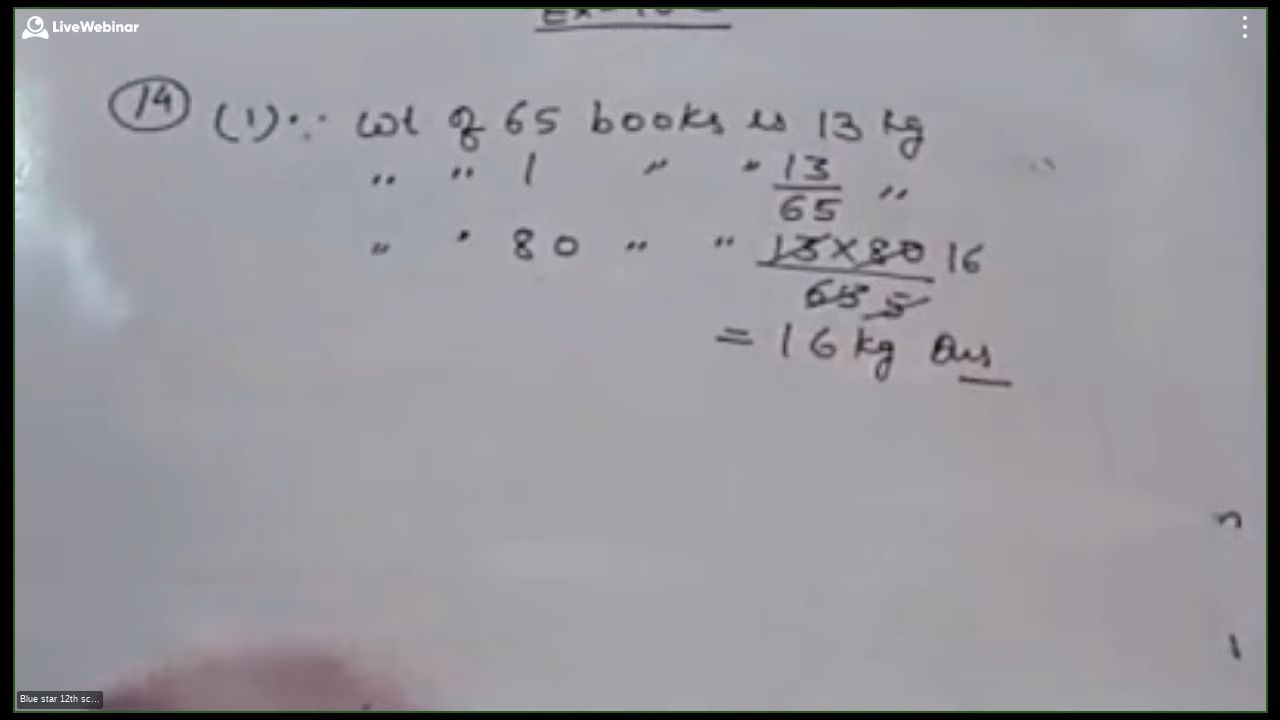 LiveWebinar
14 (1) ∵ wt of 65 books is 13 kg
" " 1 " " 13/65 "
" " 80 " " 13×80/65 5 16
= 16 kg Ans
Blue star 12th sc...